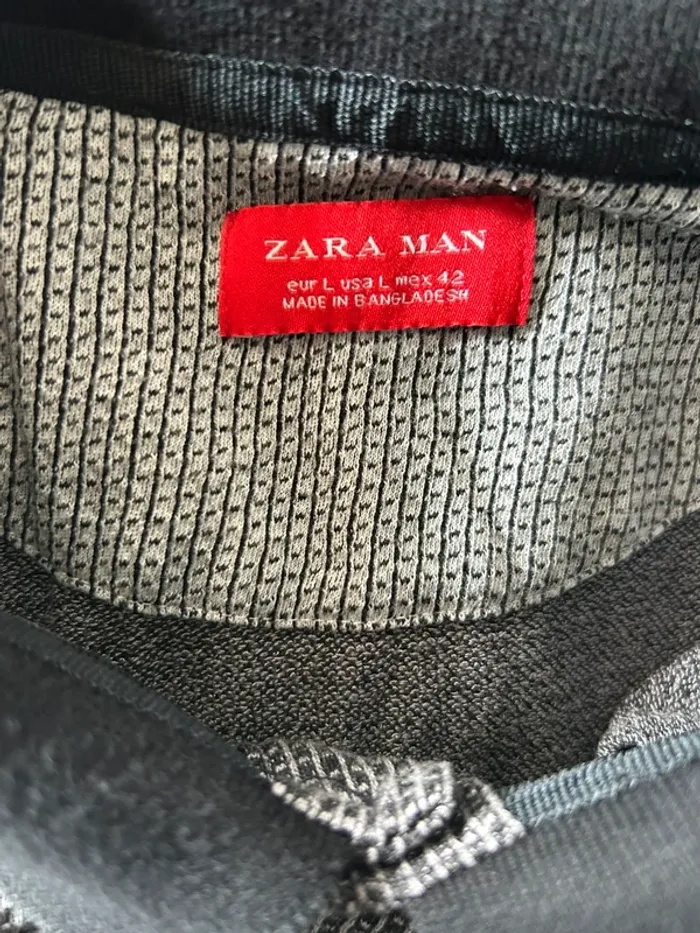 ZARA MAN
eur L usa L mex 42
MADE IN BANGLADESH